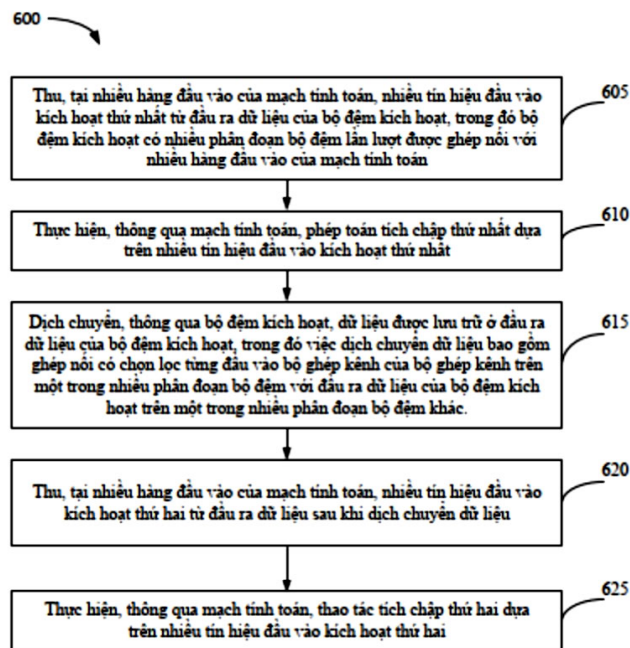 600
Thu, tại nhiều hàng đầu vào của mạch tính toán, nhiều tín hiệu đầu vào
kích hoạt thứ nhất từ đầu ra dữ liệu của bộ đệm kích hoạt, trong đó bộ
đệm kích hoạt có nhiều phân đoạn bộ đệm lần lượt được ghép nối với
nhiều hàng đầu vào của mạch tính toán
605
Thực hiện, thông qua mạch tính toán, phép toán tích chập thứ nhất dựa
trên nhiều tín hiệu đầu vào kích hoạt thứ nhất
610
Dịch chuyển, thông qua bộ đệm kích hoạt, dữ liệu được lưu trữ ở đầu ra
dữ liệu của bộ đệm kích hoạt, trong đó việc dịch chuyển dữ liệu bao gồm
ghép nối có chọn lọc từng đầu vào bộ ghép kênh của bộ ghép kênh trên
một trong nhiều phân đoạn bộ đệm với đầu ra dữ liệu của bộ đệm kích
hoạt trên một trong nhiều phân đoạn bộ đệm khác.
615
Thu, tại nhiều hàng đầu vào của mạch tính toán, nhiều tín hiệu đầu vào
kích hoạt thứ hai từ đầu ra dữ liệu sau khi dịch chuyển dữ liệu
620
Thực hiện, thông qua mạch tính toán, thao tác tích chập thứ hai dựa
trên nhiều tín hiệu đầu vào kích hoạt thứ hai
625